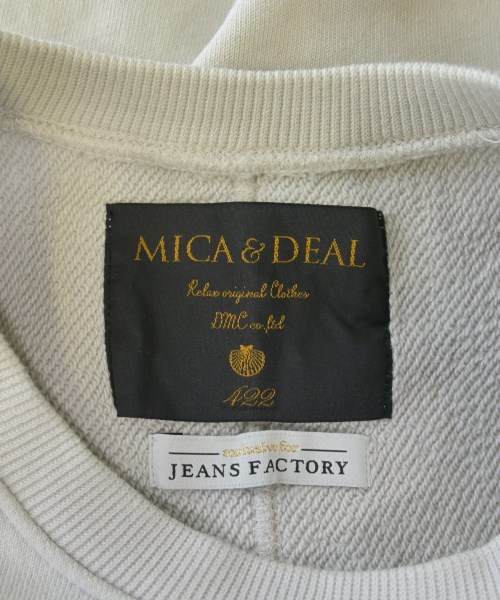 MICA & DEAL
Relax original Clothes
DMC co.,ltd
422
exclusive for
JEANS FACTORY